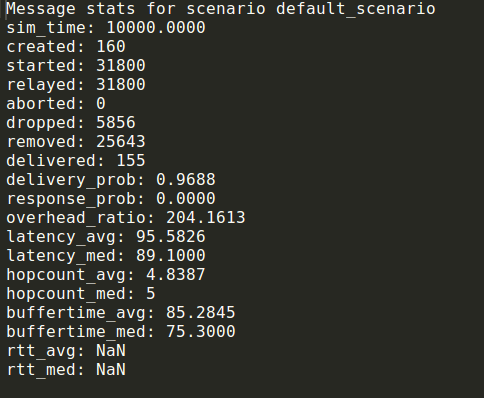 Message stats for scenario default_scenario
sim_time: 10000.0000
created: 160
started: 31800
relayed: 31800
aborted: 0
dropped: 5856
removed: 25643
delivered: 155
delivery_prob: 0.9688
response_prob: 0.0000
overhead_ratio: 204.1613
latency_avg: 95.5826
latency_med: 89.1000
hopcount_avg: 4.8387
hopcount_med: 5
buffertime_avg: 85.2845
buffertime_med: 75.3000
rtt_avg: NaN
rtt_med: NaN